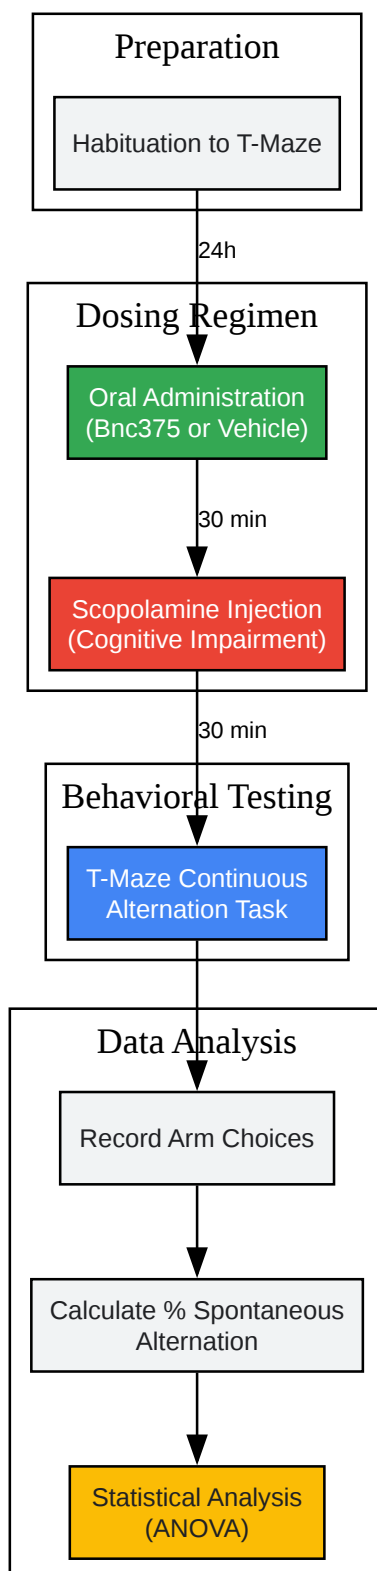 Preparation
Habituation to T-Maze
24h
Dosing Regimen
Oral Administration
(Bnc375 or Vehicle)
30 min
Scopolamine Injection
(Cognitive Impairment)
30 min
Behavioral Testing
T-Maze Continuous
Alternation Task
Data Analysis
Record Arm Choices
Calculate % Spontaneous
Alternation
Statistical Analysis
(ANOVA)